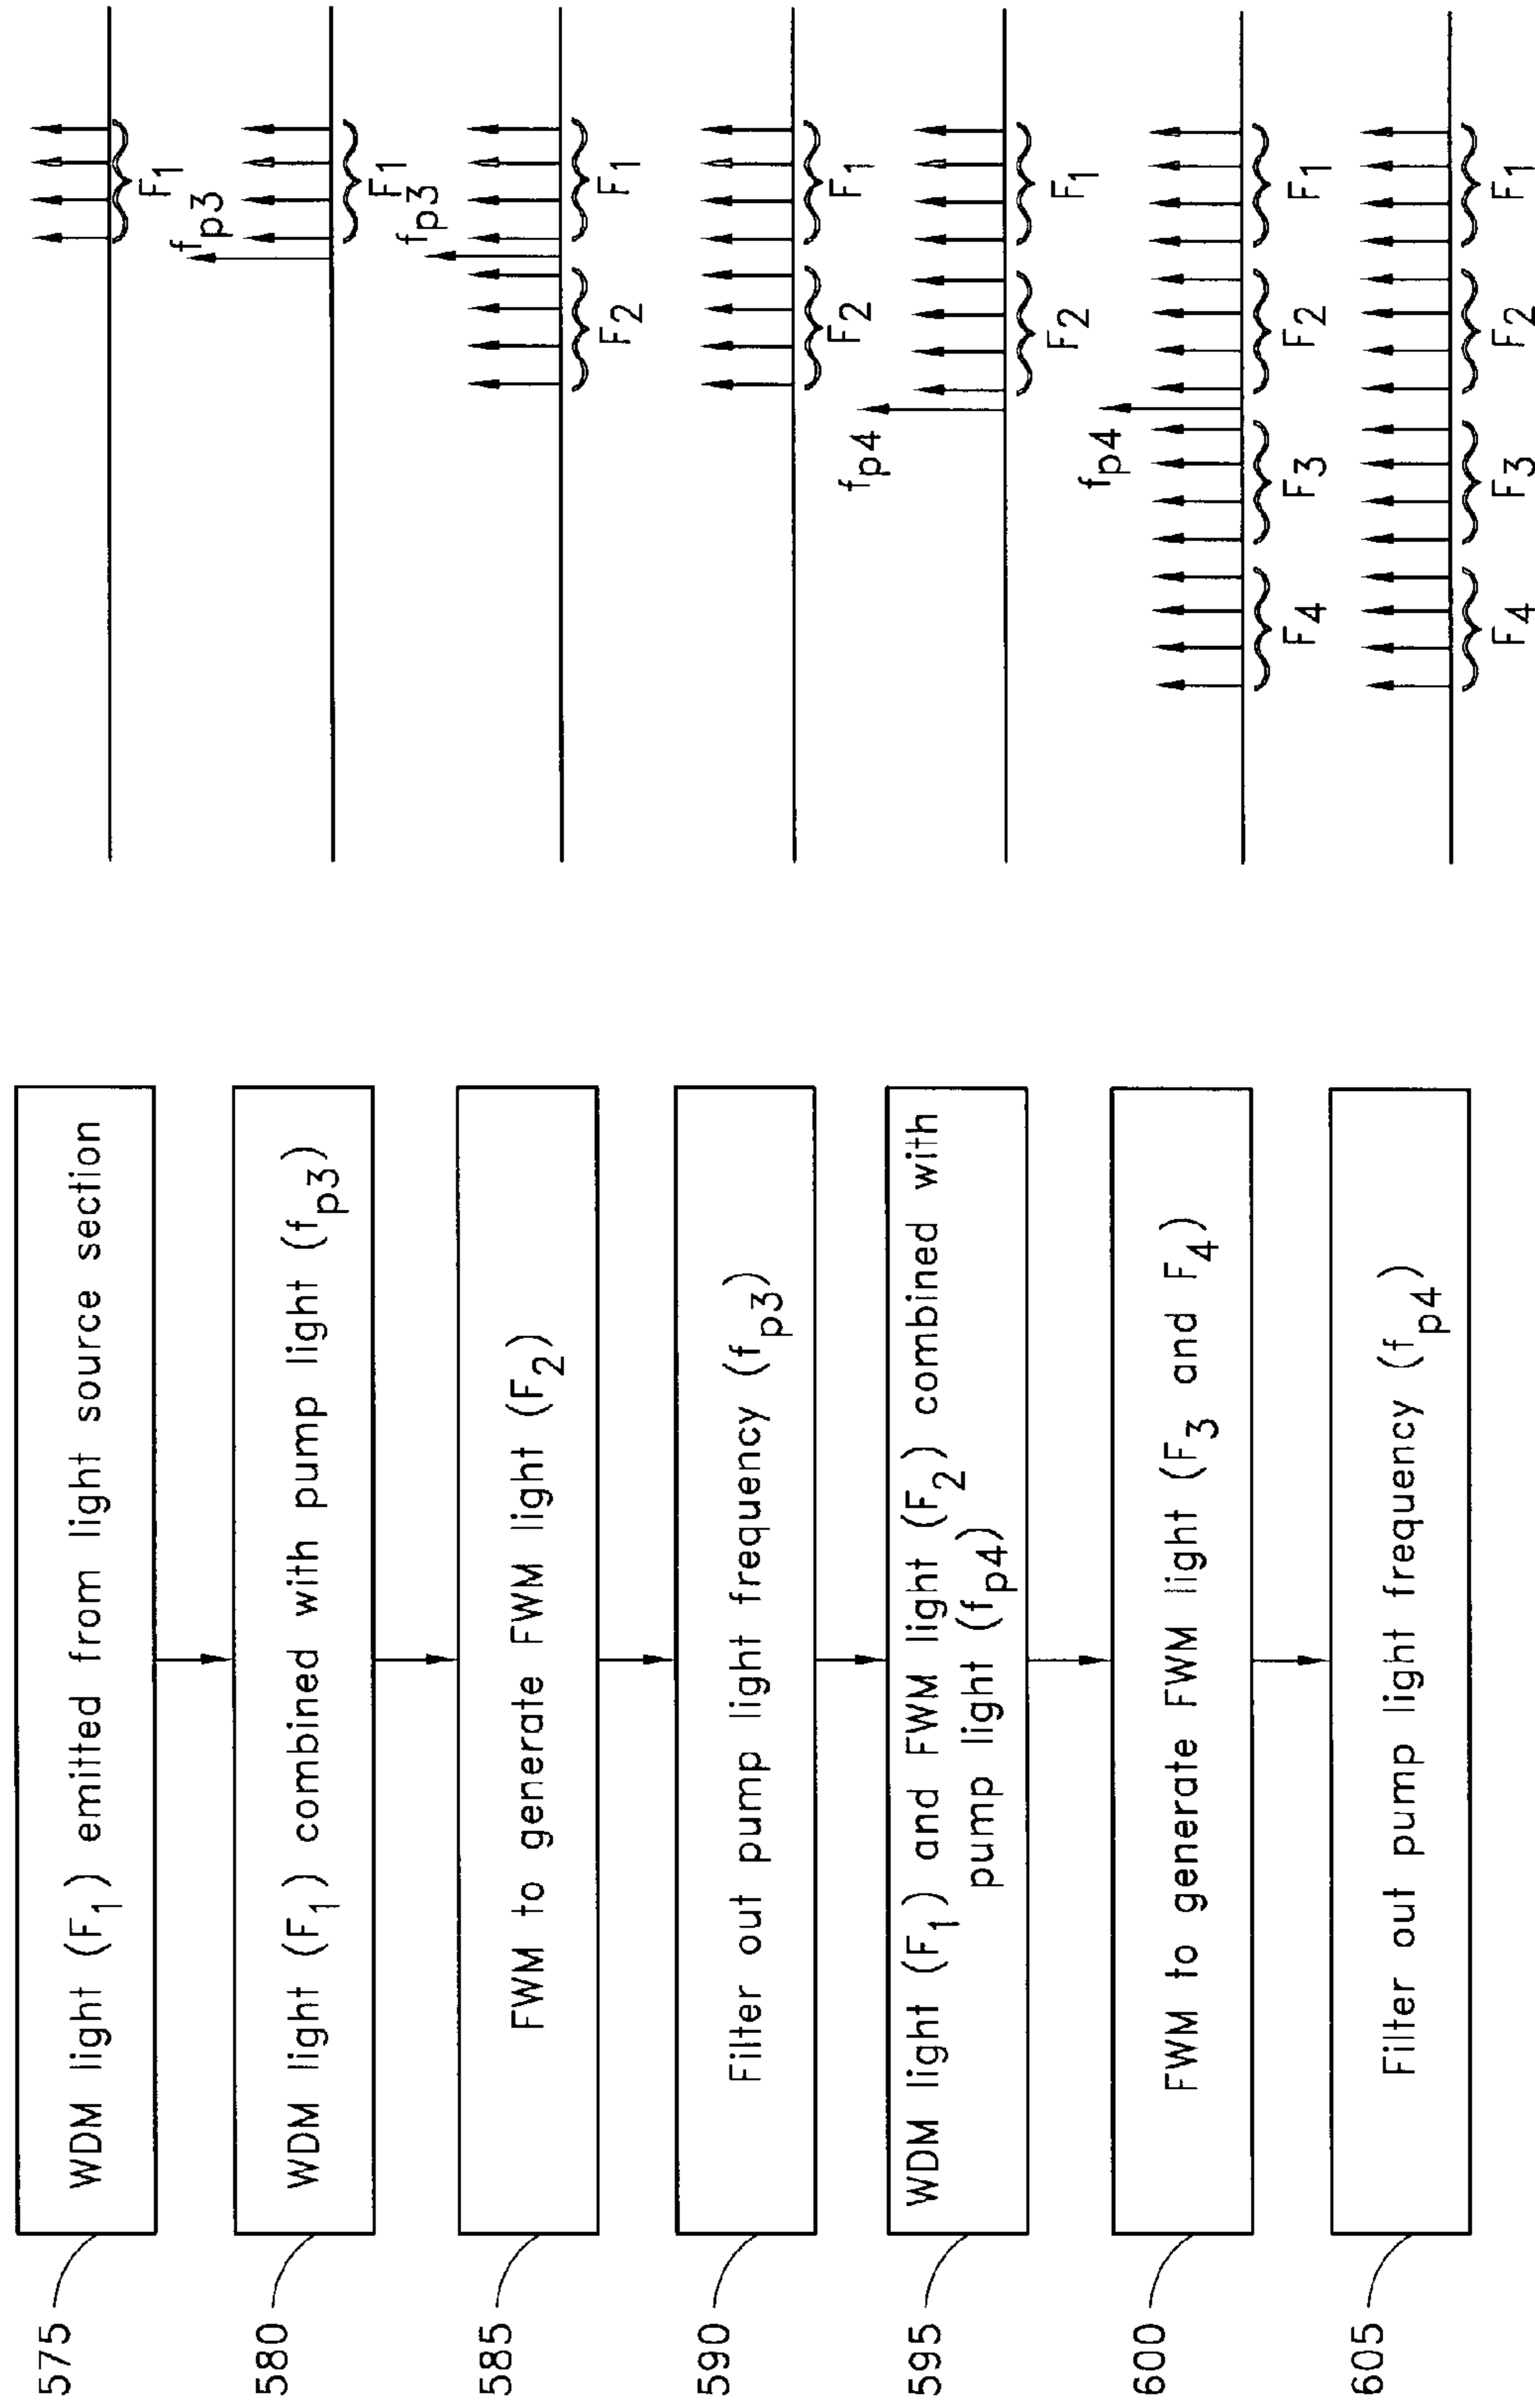 575
WDM light (F1) emitted from light source section
F1
580
WDM light (F1) combined with pump light (fp3)
fp3
F1
585
FWM to generate FWM light (F2)
fp3
F2
F1
590
Filter out pump light frequency (fp3)
F2
F1
595
WDM light (F1) and FWM light (F2) combined with
pump light (fp4)
fp4
F2
F1
600
FWM to generate FWM light (F3 and F4)
fp4
F4
F3
F2
F1
605
Filter out pump light frequency (fp4)
F4
F3
F2
F1